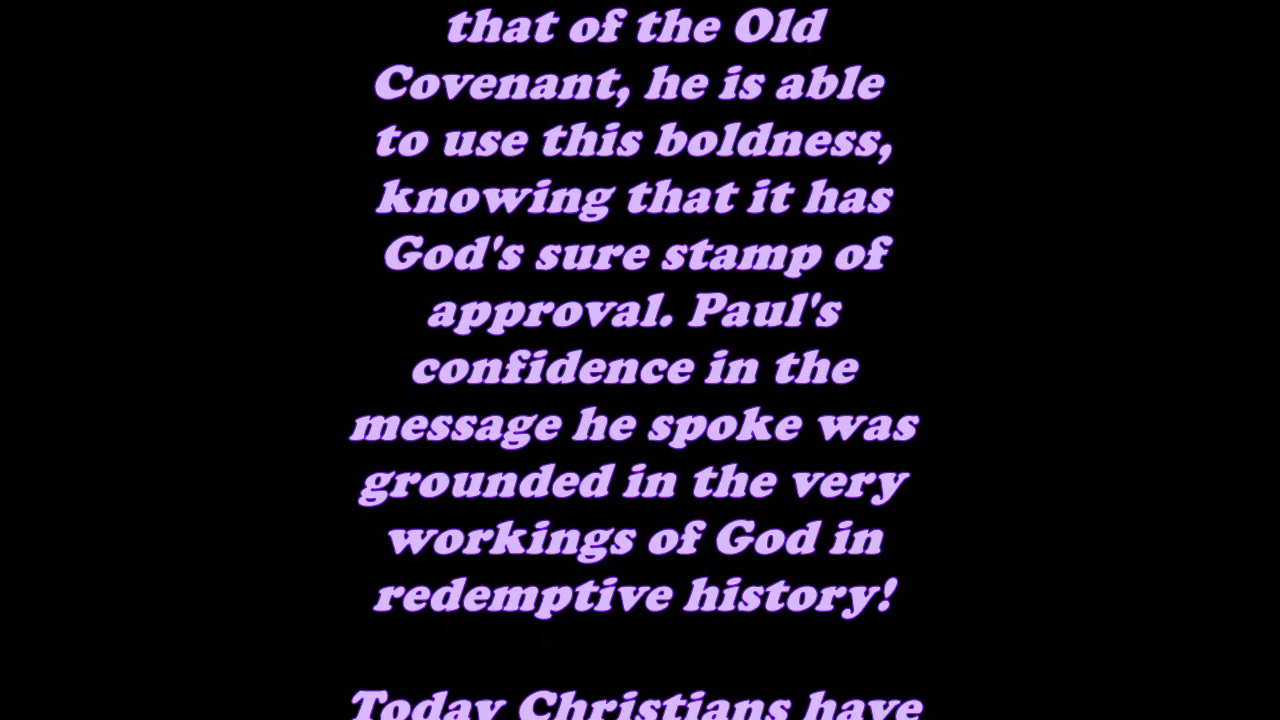 that of the Old
Covenant, he is able
to use this boldness,
knowing that it has
God's sure stamp of
approval. Paul's
confidence in the
message he spoke was
grounded in the very
workings of God in
redemptive history!
Today Christians have